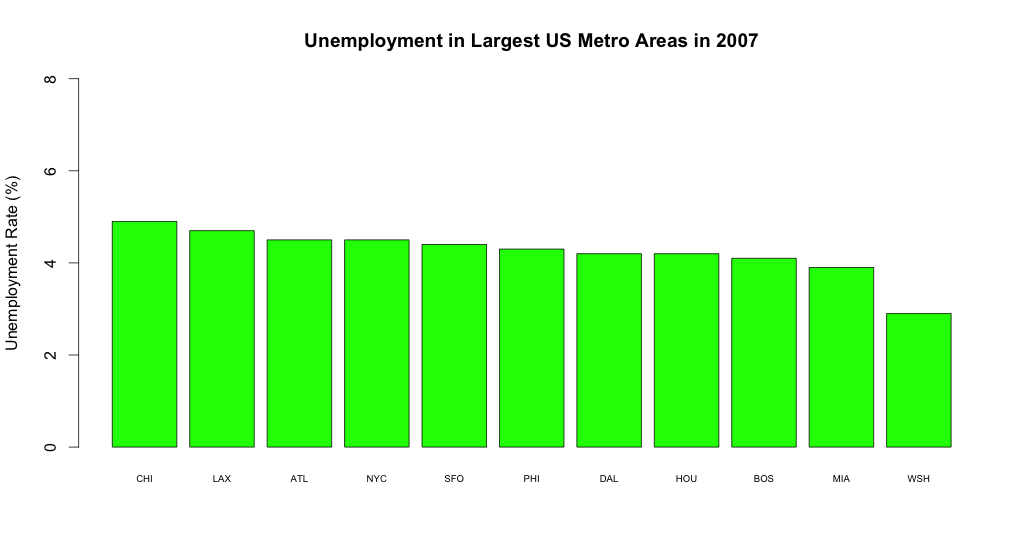 Unemployment in Largest US Metro Areas in 2007
Unemployment Rate (%)
8
6
4
2
0
CHI LAX ATL NYC SFO PHI DAL HOU BOS MIA WSH